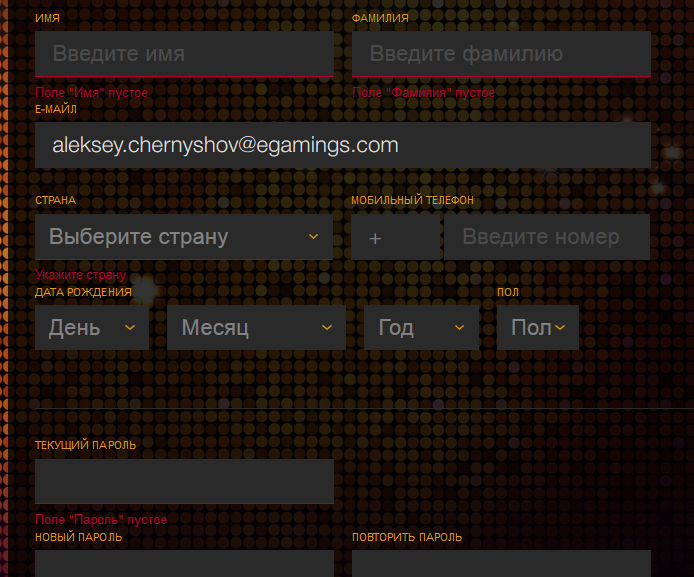 ИМЯ
ФАМИЛИЯ
Введите имя
Введите фамилию
Поле "Имя" пустое
Поле "Фамилия" пустое
Е-МАЙЛ
aleksey.chernyshov@egamings.com
СТРАНА
МОБИЛЬНЫЙ ТЕЛЕФОН
Выберите страну
+
Введите номер
Укажите страну
ДАТА РОЖДЕНИЯ
ПОЛ
День
Месяц
Год
Пол
ТЕКУЩИЙ ПАРОЛЬ
Поле "Пароль" пустое
НОВЫЙ ПАРОЛЬ
ПОВТОРИТЬ ПАРОЛЬ